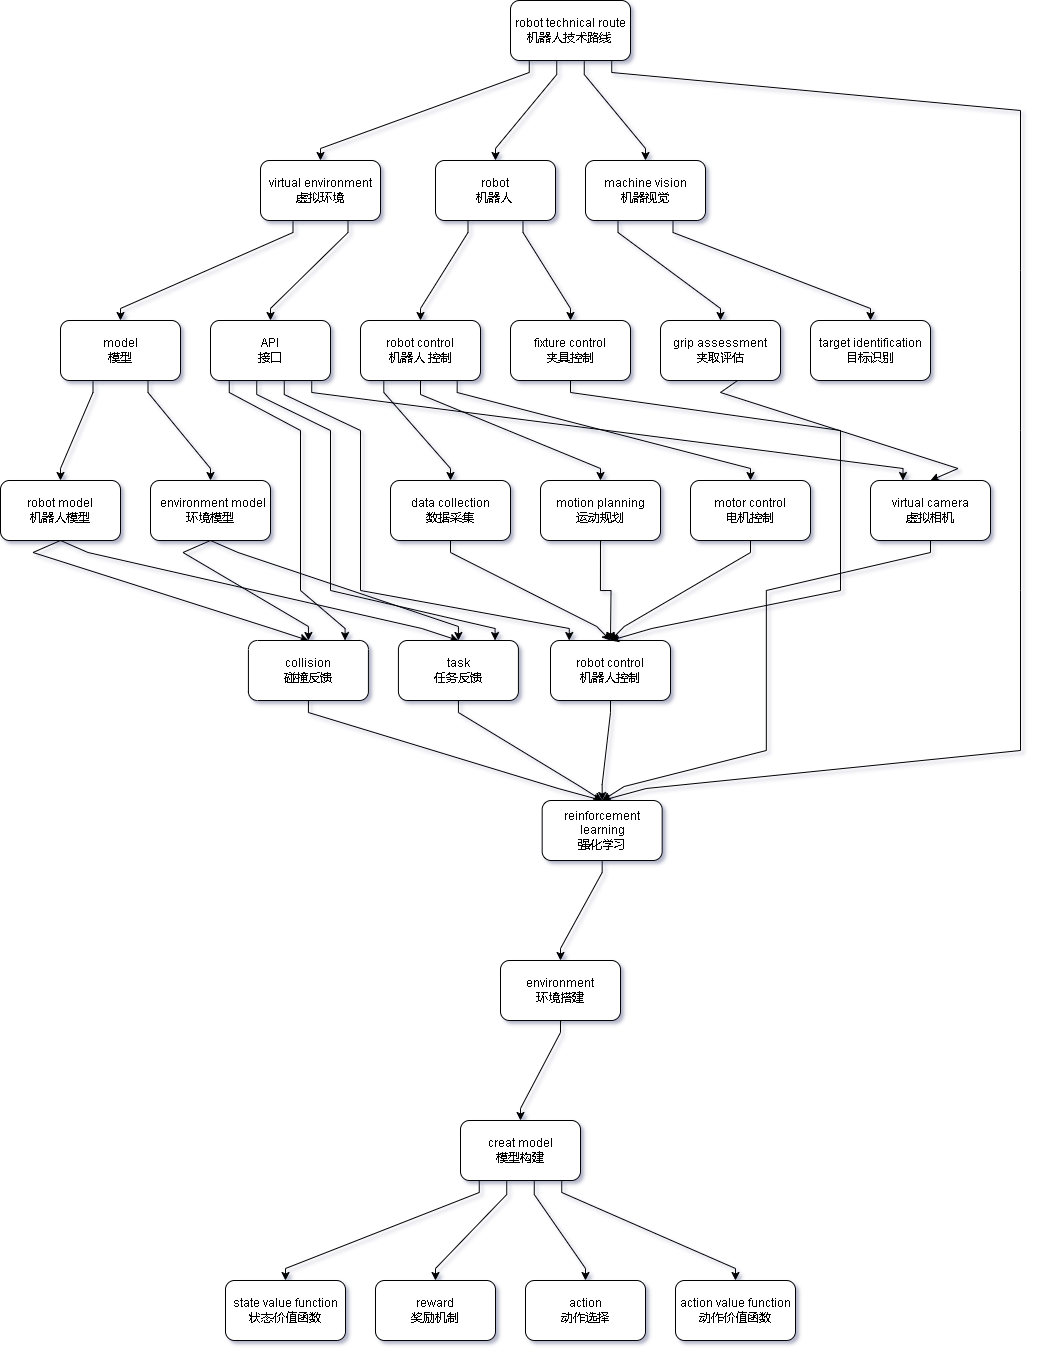 robot technical route
机器人技术路线
virtual environment
虚拟环境
robot
机器人
machine vision
机器视觉
model
模型
API
接口
robot control
机器人 控制
fixture control
夹具控制
grip assessment
夹取评估
target identification
目标识别
robot model
机器人模型
environment model
环境模型
data collection
数据采集
motion planning
运动规划
motor control
电机控制
virtual camera
虚拟相机
collision
碰撞反馈
task
任务反馈
robot control
机器人控制
reinforcement
learning
强化学习
environment
环境搭建
creat model
模型构建
state value function
状态价值函数
reward
奖励机制
action
动作选择
action value function
动作价值函数